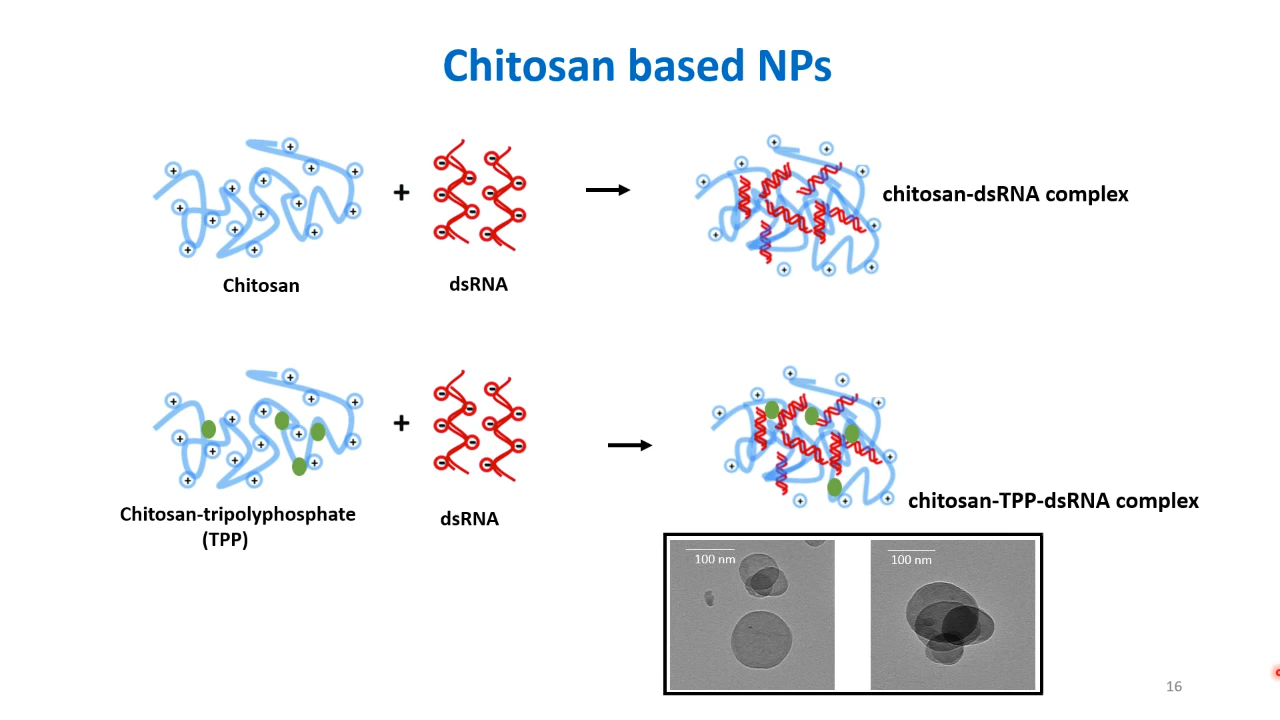 Chitosan based NPs
+
chitosan-dsRNA complex
Chitosan
dsRNA
+
chitosan-TPP-dsRNA complex
Chitosan-tripolyphosphate
(TPP)
dsRNA
100 nm
100 nm
16